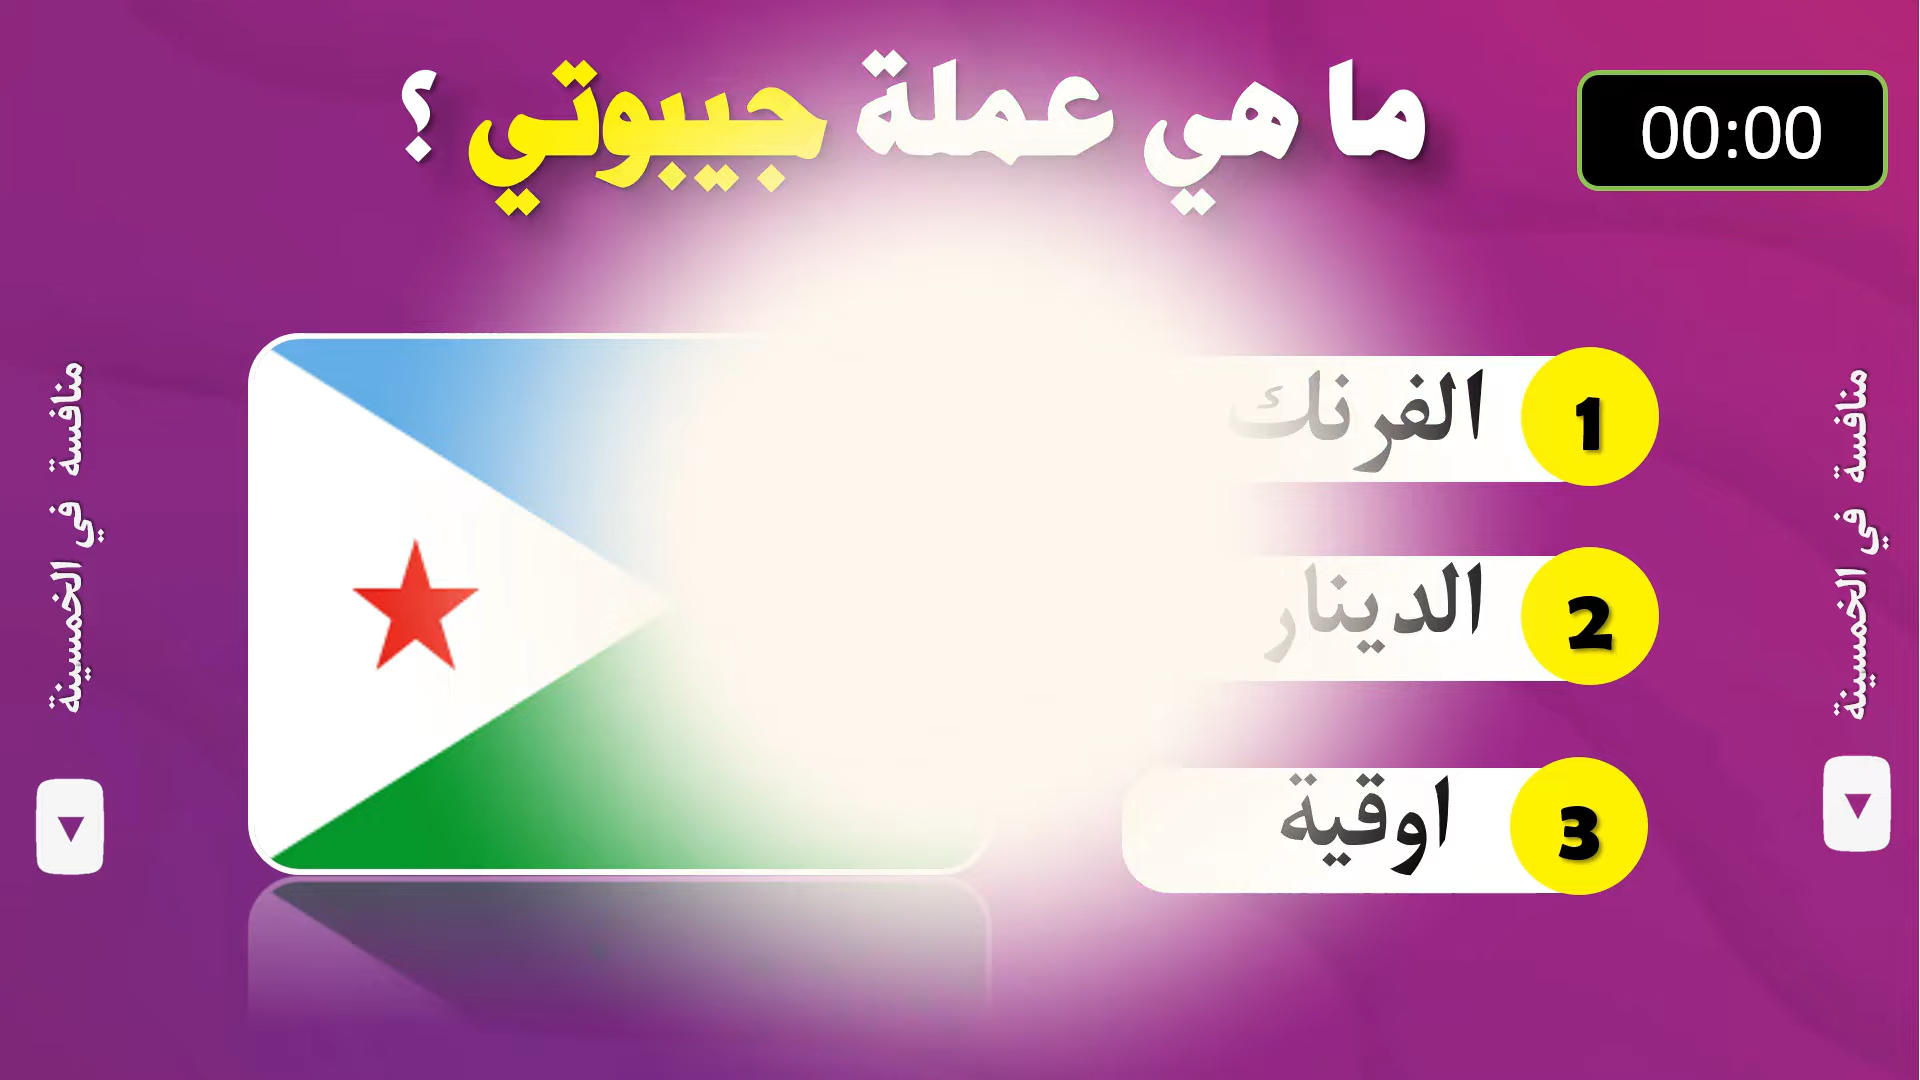 ما هي عملة جيبوتي ؟
00:00
1 الفرنك
2 الدينار
3 اوقية
منافسة في الخمسينة
منافسة في الخمسينة